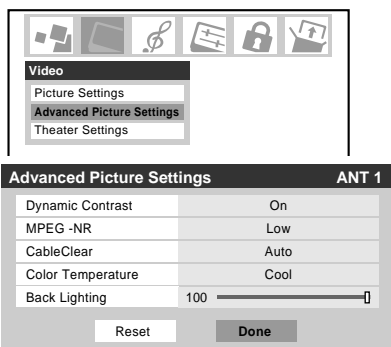 Video
Picture Settings
Advanced Picture Settings
Theater Settings
Advanced Picture Settings ANT 1
Dynamic Contrast On
MPEG -NR Low
CableClear Auto
Color Temperature Cool
Back Lighting 100
Reset Done